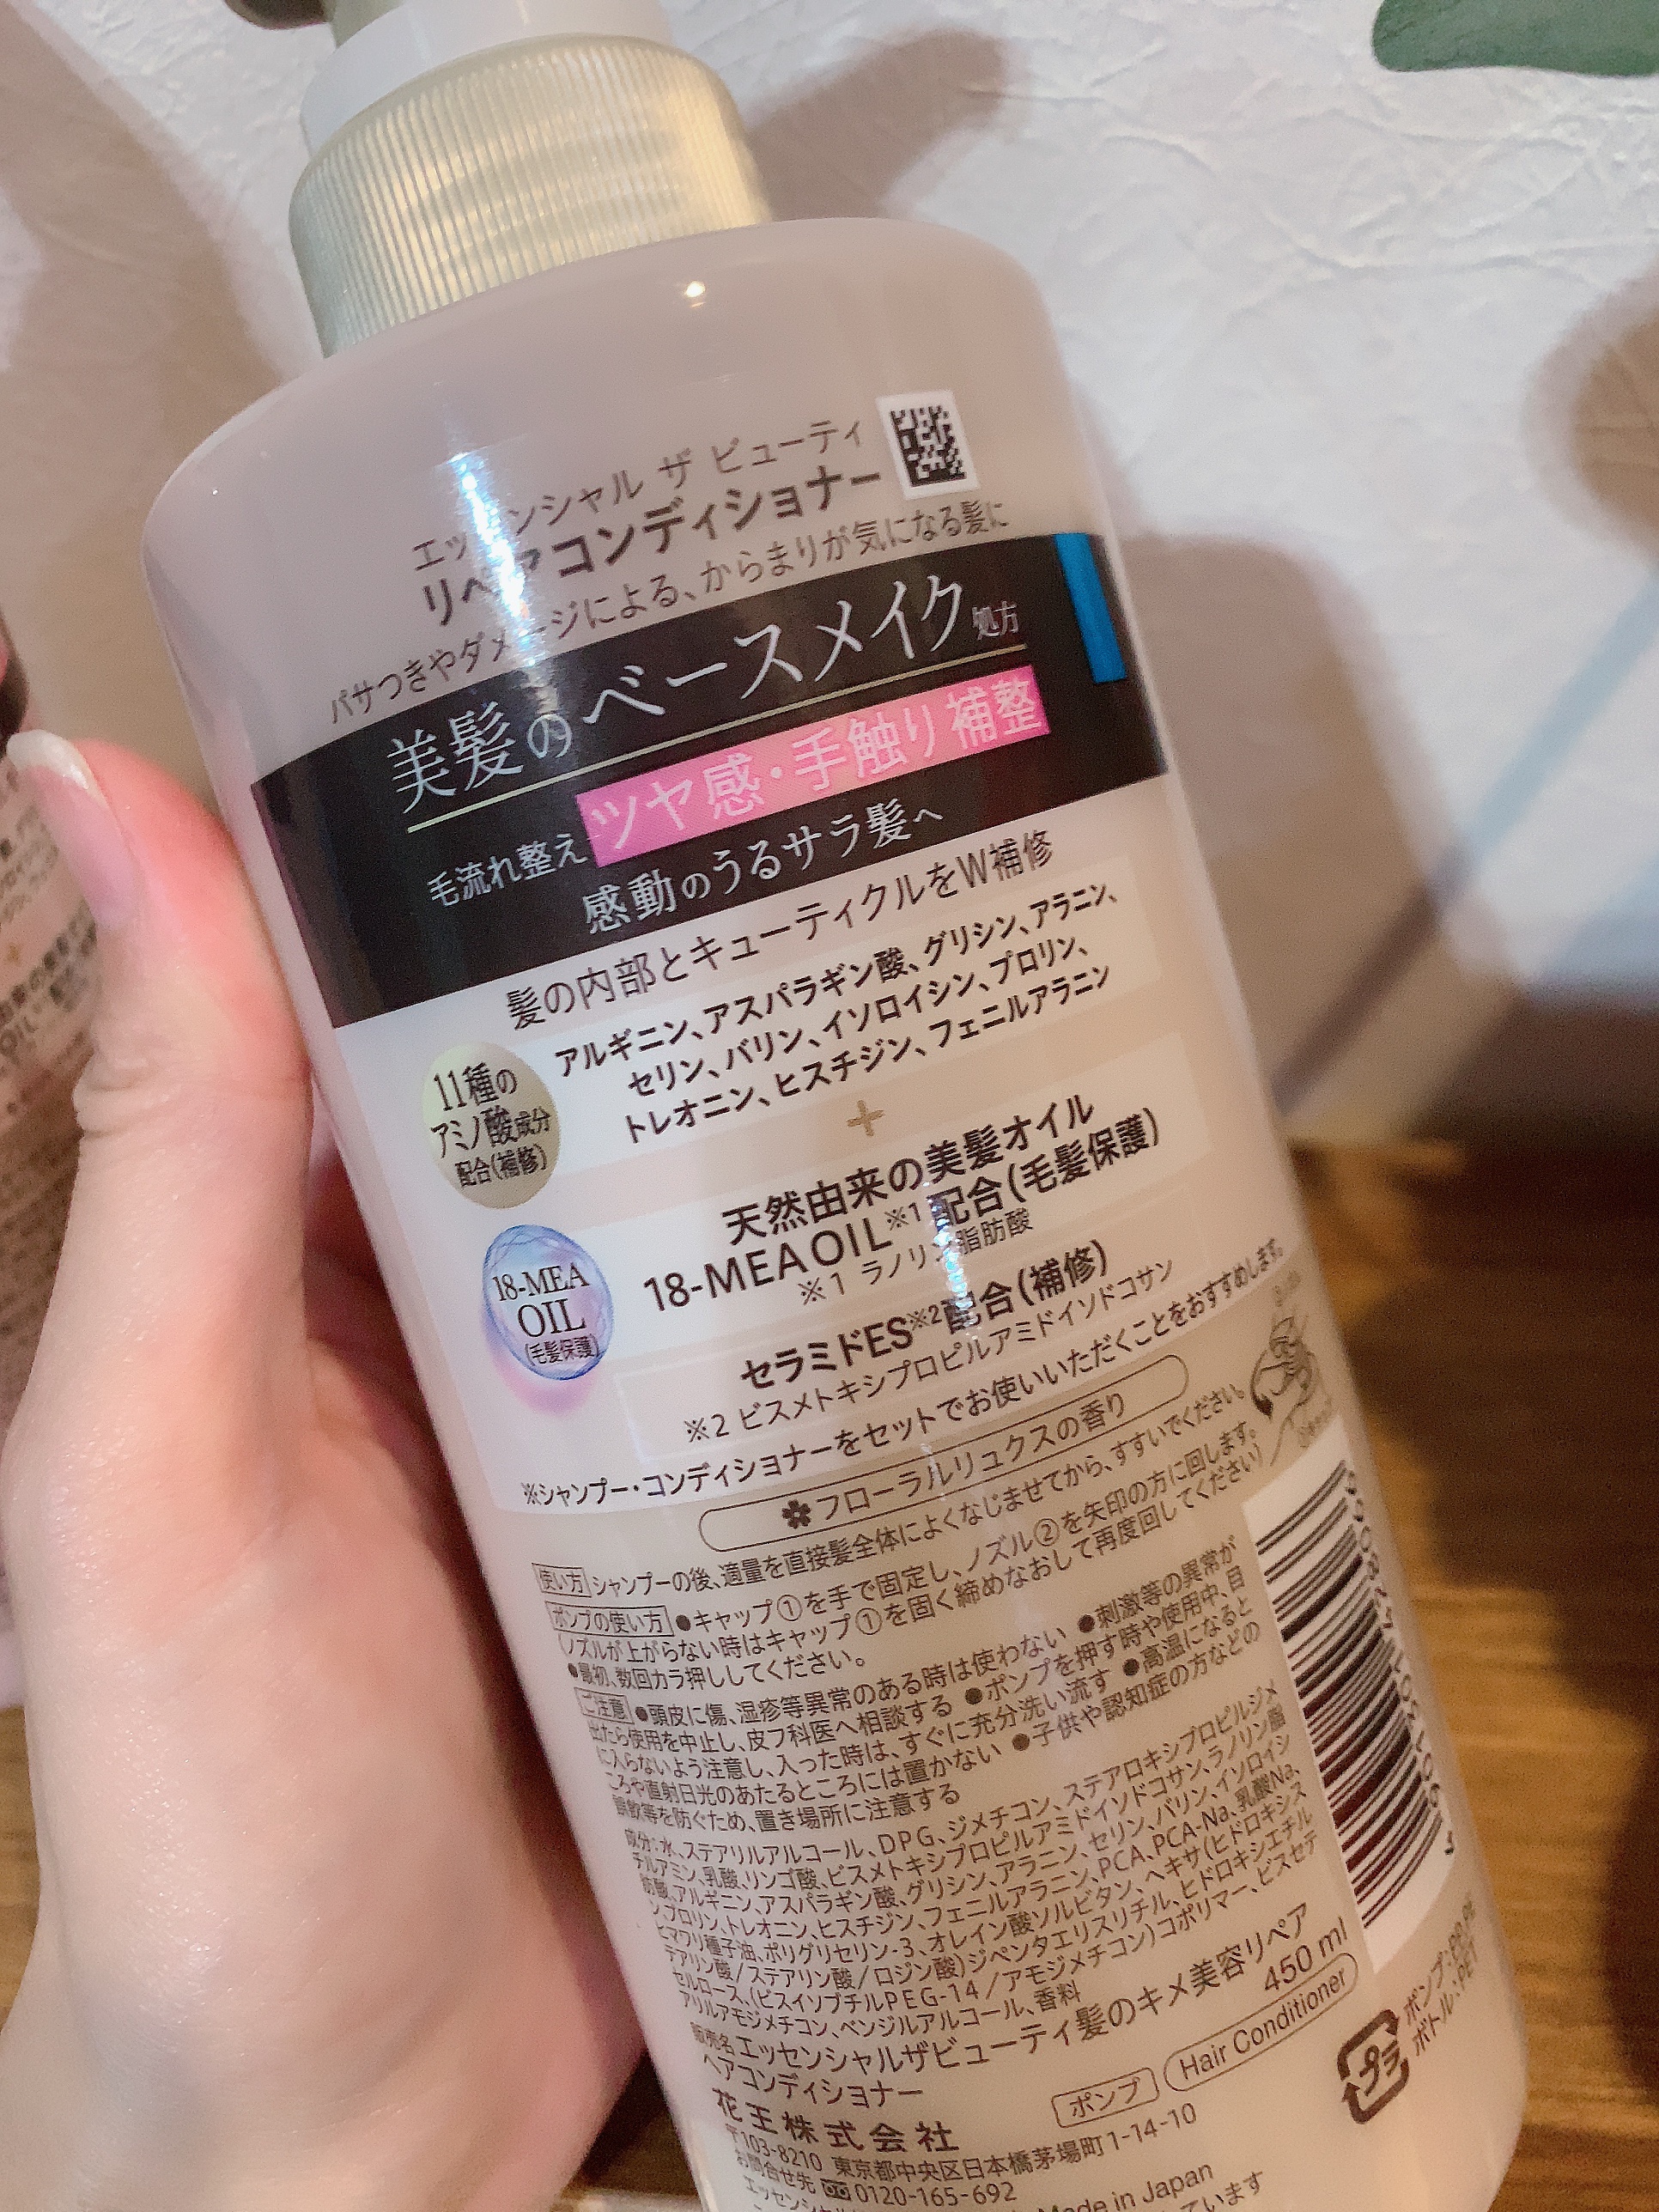 エッセンシャル ザ ビューティ
リペアコンディショナー
パサつきやダメージによる、からまりが気になる髪に
美髪のベースメイク処方
毛流れ整えツヤ感・手触り補整
感動のうるサラ髪へ
髪の内部とキューティクルをW補修
11種の
アミノ酸成分
配合(補修)
アルギニン、アスパラギン酸、グリシン、アラニン、
セリン、バリン、イソロイシン、プロリン、
トレオニン、ヒスチジン、フェニルアラニン
+
18-MEA
OIL
(毛髪保護)
天然由来の美髪オイル
18-MEA OIL※1配合(毛髪保護)
※1 ラノリン脂肪酸
セラミドES※2配合(補修)
※2 ビスメトキシプロピルアミドイソドコサン
※シャンプー・コンディショナーをセットでお使いいただくことをおすすめします。
フローラルリュクスの香り
使い方 シャンプーの後、適量を直接髪全体によくなじませてから、すすいでください。
ポンプの使い方 ●キャップ①を手で固定し、ノズル②を矢印の方に回します。
(ノズルが上がらない時はキャップ①を固く締めなおして再度回してください)
●最初、数回カラ押ししてください。
ご注意 ●頭皮に傷、湿疹等異常のある時は使わない ●刺激等の異常が
出たら使用を中止し、皮フ科医へ相談する ●ポンプを押す時や使用中、目
に入らないよう注意し、入った時は、すぐに充分洗い流す ●高温になると
ころや直射日光のあたるところには置かない ●子供や認知症の方などの
誤飲等を防ぐため、置き場所に注意する
成分:水、ステアリルアルコール、DPG、ジメチコン、ステアロキシプロピルジメ
チルアミン、乳酸、リンゴ酸、ビスメトキシプロピルアミドイソドコサン、ラノリン脂
肪酸、アルギニン、アスパラギン酸、グリシン、アラニン、セリン、バリン、イソロイシ
ン、プロリン、トレオニン、ヒスチジン、フェニルアラニン、PCA、PCA-Na、乳酸Na、
ヒマワリ種子油、ポリグリセリン-3、オレイン酸ソルビタン、ヘキサ(ヒドロキシス
テアリン酸/ステアリン酸/ロジン酸)ジペンタエリスリチル、ヒドロキシエチル
セルロース、(ビスイソブチルPEG-14/アモジメチコン)コポリマー、ビスセテ
アリルアモジメチコン、ベンジルアルコール、香料
販売名 エッセンシャルザビューティ髪のキメ美容リペア
ヘアコンディショナー
450 ml
ポンプ Hair Conditioner
花王株式会社
〒103-8210 東京都中央区日本橋茅場町1-14-10
お問合せ先 0120-165-692
Made in Japan
ています
プラ
ポンプ:PP,PE
ボトル:PET